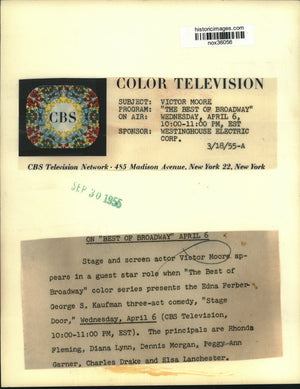 historicimages.com
nox36056
COLOR TELEVISION
CBS
SUBJECT: VICTOR MOORE
PROGRAM: "THE BEST OF BROADWAY"
ON AIR: WEDNESDAY, APRIL 6,
10:00-11:00 PM, EST
SPONSOR: WESTINGHOUSE ELECTRIC
CORP.
3/18/55-A
CBS Television Network · 485 Madison Avenue, New York 22, New York
SEP 30 1955
ON "BEST OF BROADWAY" APRIL 6
Stage and screen actor Victor Moore ap-
pears in a guest star role when "The Best of
Broadway" color series presents the Edna Ferber-
George S. Kaufman three-act comedy, "Stage
Door," Wednesday, April 6 (CBS Television,
10:00-11:00 PM, EST). The principals are Rhonda
Fleming, Diana Lynn, Dennis Morgan, Peggy-Ann
Garner, Charles Drake and Elsa Lanchester.